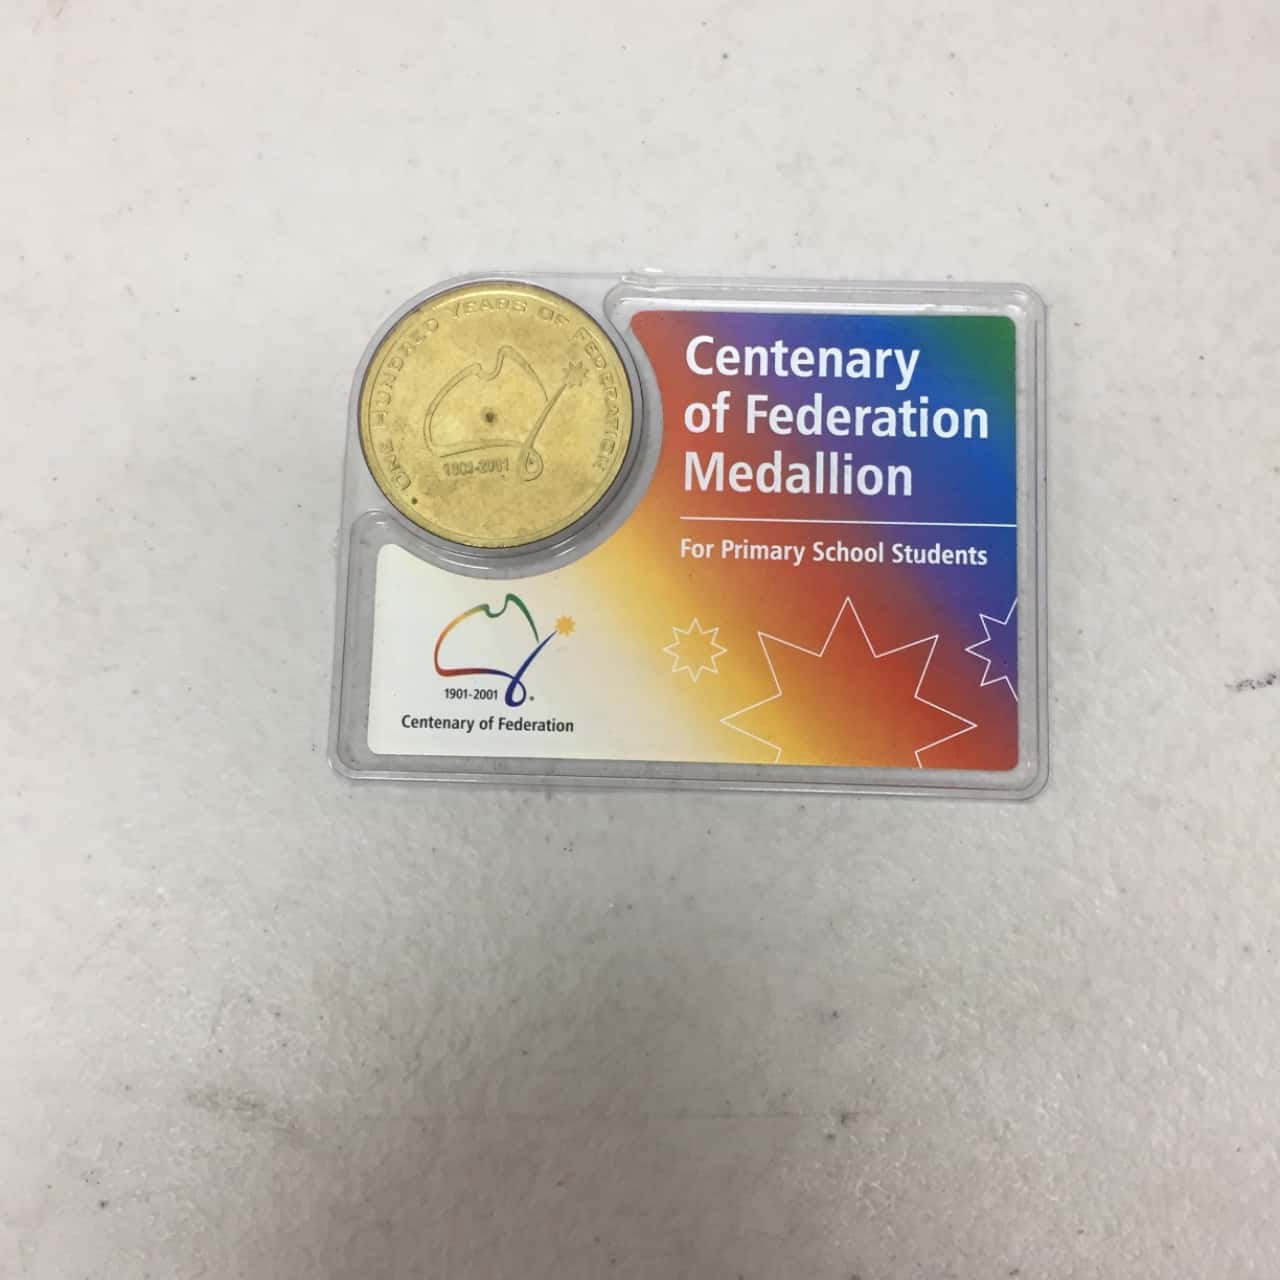 ONE HUNDRED YEARS OF FEDERATION
1901-2001
Centenary
of Federation
Medallion
For Primary School Students
1901-2001
Centenary of Federation